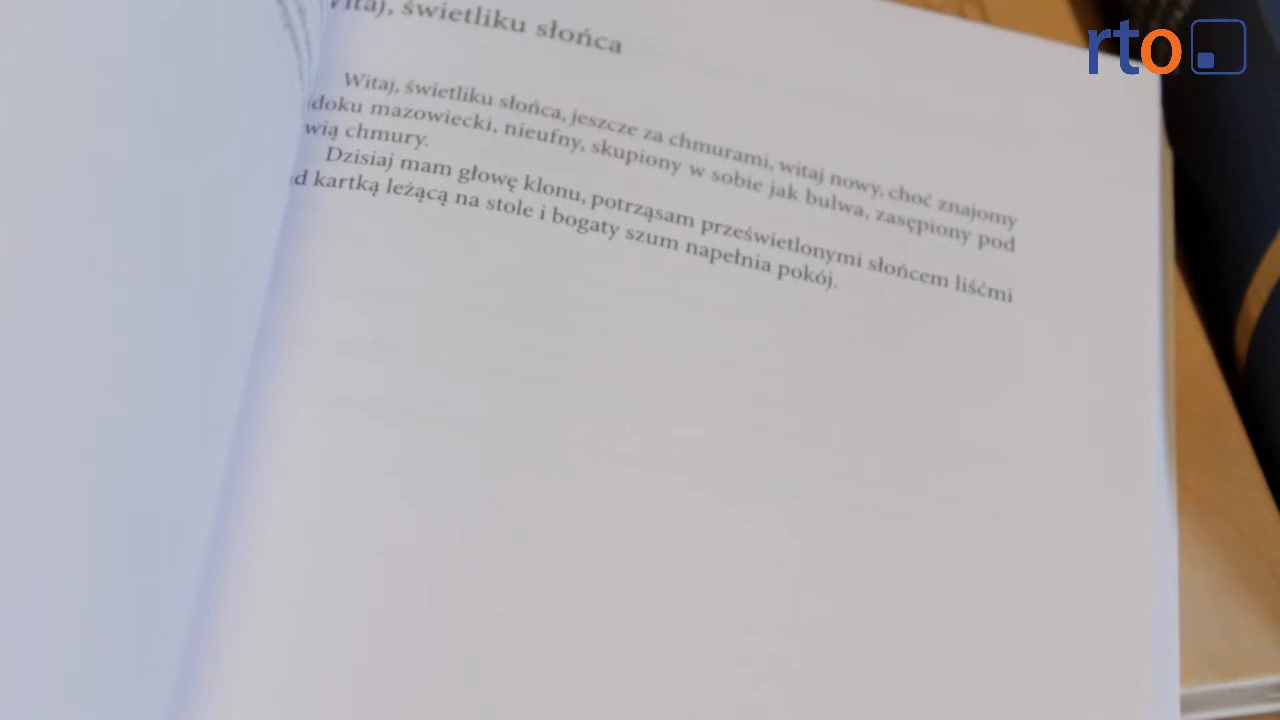 Witaj, świetliku słońca
Witaj, świetliku słońca, jeszcze za chmurami, witaj nowy, choć znajomy
idoku mazowiecki, nieufny, skupiony w sobie jak bulwa, zasępiony pod
wią chmury.
Dzisiaj mam głowę klonu, potrząsam prześwietlonymi słońcem liśćmi
d kartką leżącą na stole i bogaty szum napełnia pokój.
rto